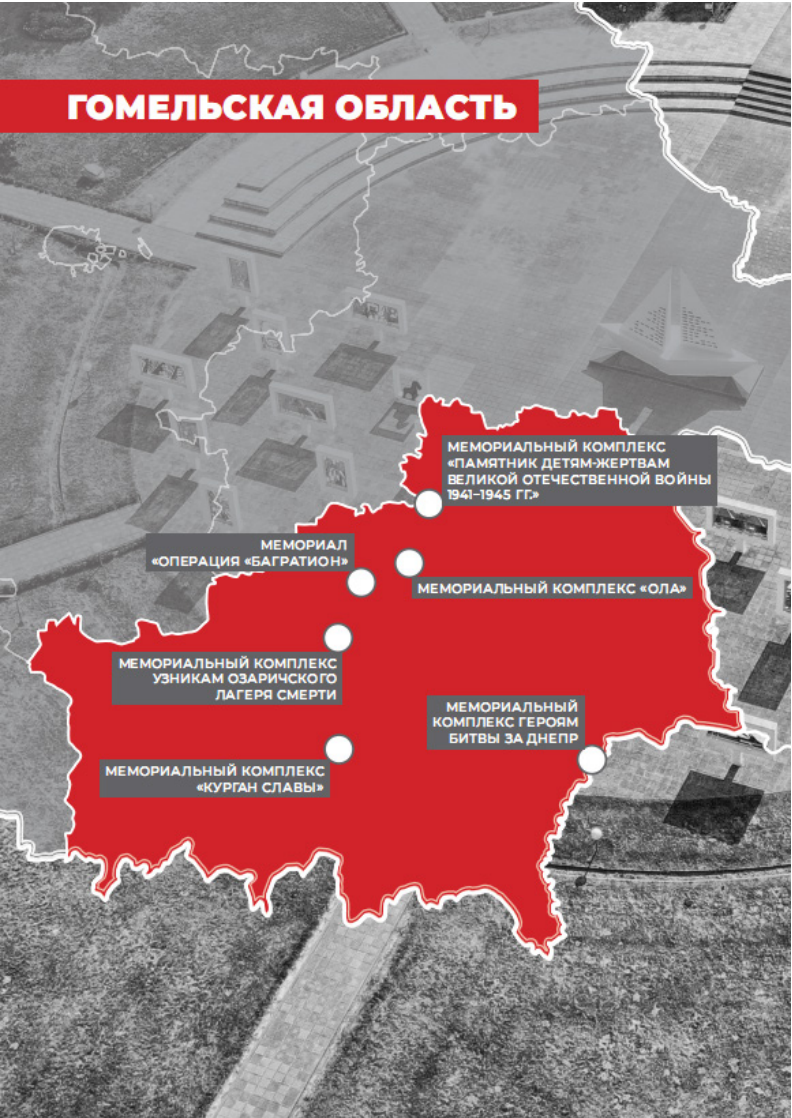 ГОМЕЛЬСКАЯ ОБЛАСТЬ
МЕМОРИАЛЬНЫЙ КОМПЛЕКС
«ПАМЯТНИК ДЕТЯМ-ЖЕРТВАМ
ВЕЛИКОЙ ОТЕЧЕСТВЕННОЙ ВОЙНЫ
1941–1945 ГГ.»
МЕМОРИАЛ
«ОПЕРАЦИЯ «БАГРАТИОН»
МЕМОРИАЛЬНЫЙ КОМПЛЕКС «ОЛА»
МЕМОРИАЛЬНЫЙ КОМПЛЕКС
УЗНИКАМ ОЗАРИЧСКОГО
ЛАГЕРЯ СМЕРТИ
МЕМОРИАЛЬНЫЙ
КОМПЛЕКС ГЕРОЯМ
БИТВЫ ЗА ДНЕПР
МЕМОРИАЛЬНЫЙ КОМПЛЕКС
«КУРГАН СЛАВЫ»